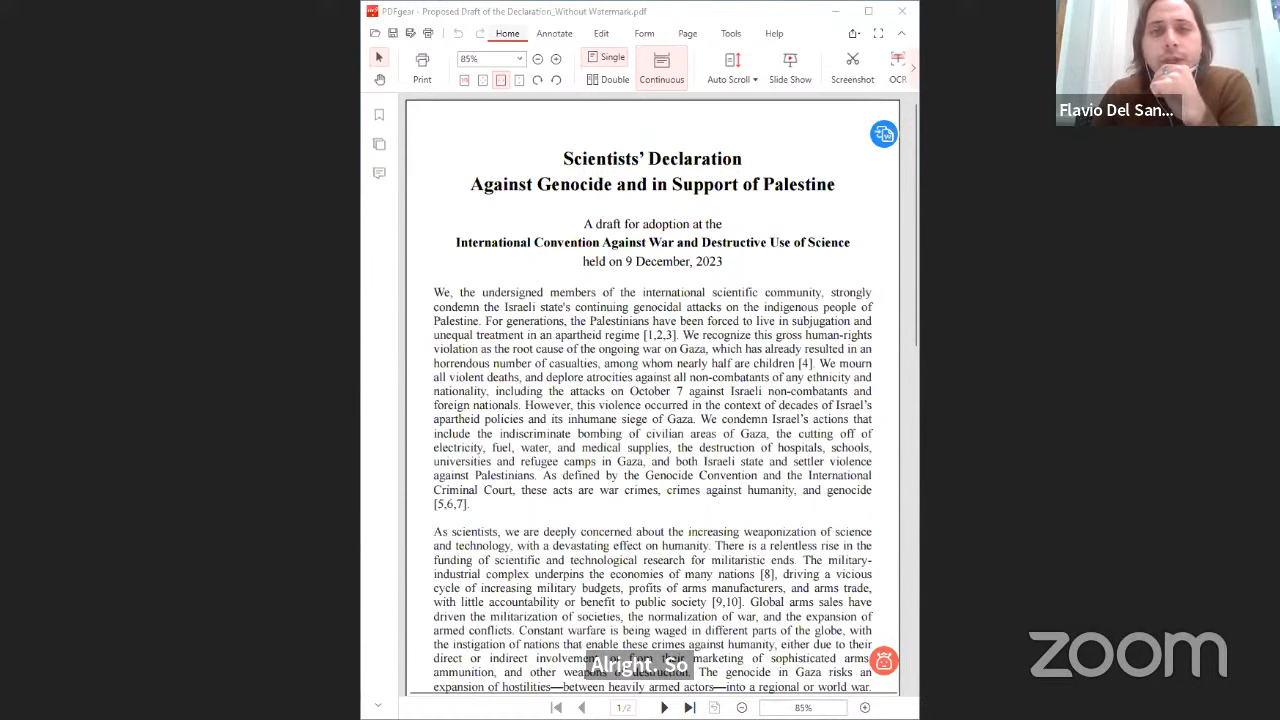 PDFgear - Proposed Draft of the Declaration_Without Watermark.pdf
Home Annotate Edit Form Page Tools Help
85%
Single
Double
Print
Continuous
Auto Scroll
Slide Show
Screenshot
OCR
Flavio Del San...
Scientists' Declaration
Against Genocide and in Support of Palestine
A draft for adoption at the
International Convention Against War and Destructive Use of Science
held on 9 December, 2023
We, the undersigned members of the international scientific community, strongly
condemn the Israeli state's continuing genocidal attacks on the indigenous people of
Palestine. For generations, the Palestinians have been forced to live in subjugation and
unequal treatment in an apartheid regime [1,2,3]. We recognize this gross human-rights
violation as the root cause of the ongoing war on Gaza, which has already resulted in an
horrendous number of casualties, among whom nearly half are children [4]. We mourn
all violent deaths, and deplore atrocities against all non-combatants of any ethnicity and
nationality, including the attacks on October 7 against Israeli non-combatants and
foreign nationals. However, this violence occurred in the context of decades of Israel's
apartheid policies and its inhumane siege of Gaza. We condemn Israel's actions that
include the indiscriminate bombing of civilian areas of Gaza, the cutting off of
electricity, fuel, water, and medical supplies, the destruction of hospitals, schools,
universities and refugee camps in Gaza, and both Israeli state and settler violence
against Palestinians. As defined by the Genocide Convention and the International
Criminal Court, these acts are war crimes, crimes against humanity, and genocide
[5,6,7].
As scientists, we are deeply concerned about the increasing weaponization of science
and technology, with a devastating effect on humanity. There is a relentless rise in the
funding of scientific and technological research for militaristic ends. The military-
industrial complex underpins the economies of many nations [8], driving a vicious
cycle of increasing military budgets, profits of arms manufacturers, and arms trade,
with little accountability or benefit to public society [9,10]. Global arms sales have
driven the militarization of societies, the normalization of war, and the expansion of
armed conflicts. Constant warfare is being waged in different parts of the globe, with
the instigation of nations that enable these crimes against humanity, either due to their
direct or indirect marketing of sophisticated arms
ammunition, and other The genocide in Gaza risks an
expansion of hostilities—between heavily armed actors—into a regional or world war.
Alright. So
1/2
85%
zoom